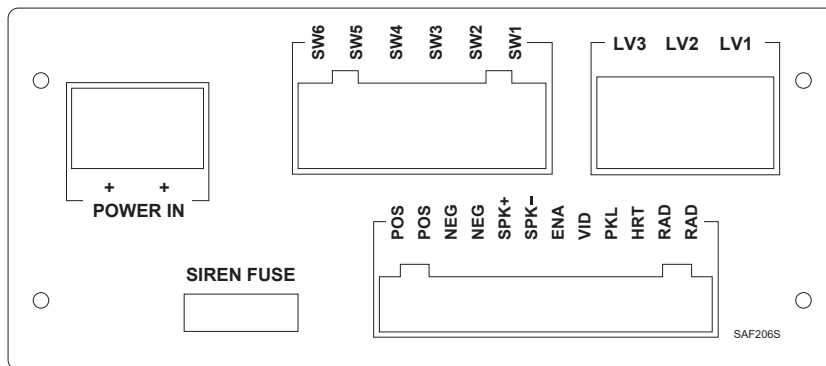 SW6 SW5 SW4 SW3 SW2 SW1
LV3 LV2 LV1
+ +
POWER IN
POS POS NEG NEG SPK+ SPK- ENA VID PKL HRT RAD RAD
SIREN FUSE
SAF206S